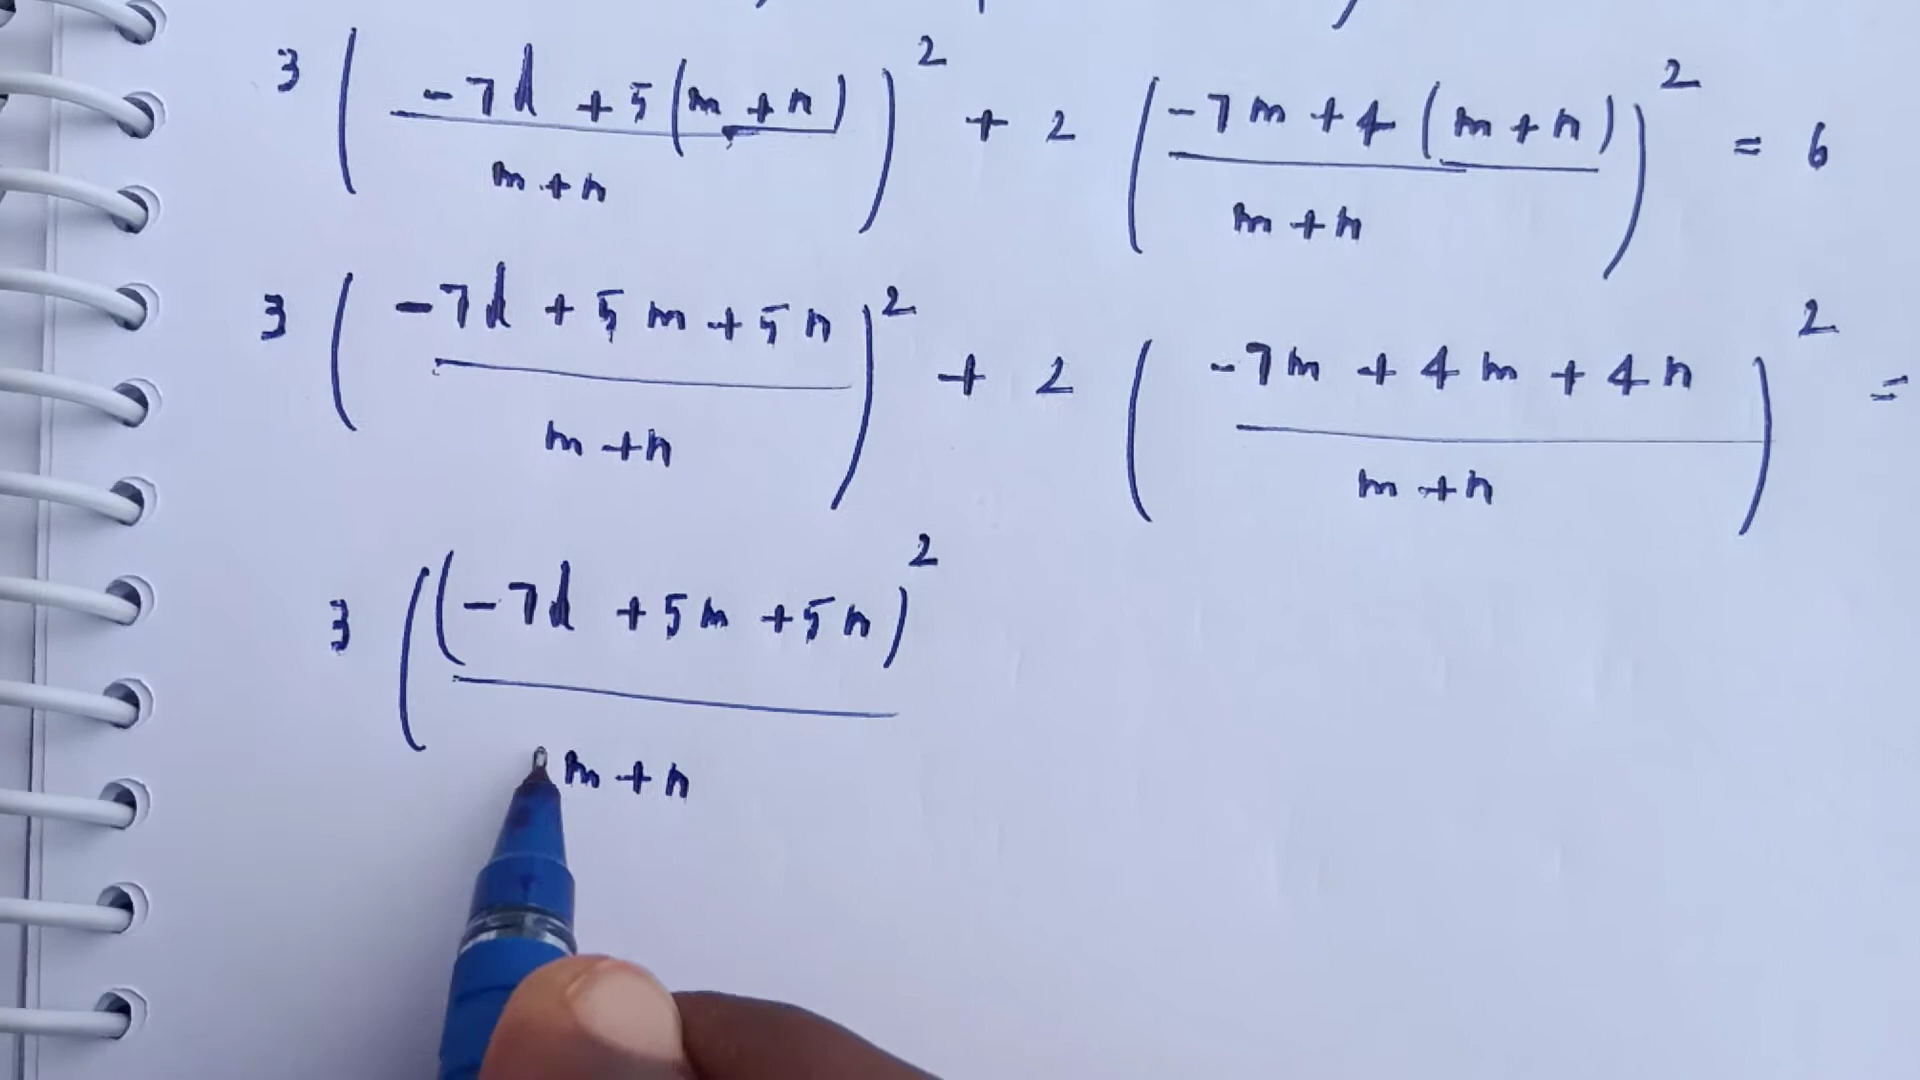 3 ( (-7d + 5(m + n)) / (m + n) )² + 2 ( (-7m + 4(m + n)) / (m + n) )² = 6
3 ( (-7d + 5m + 5n) / (m + n) )² + 2 ( (-7m + 4m + 4n) / (m + n) )² =
3 ( (-7d + 5m + 5n)² / m + n